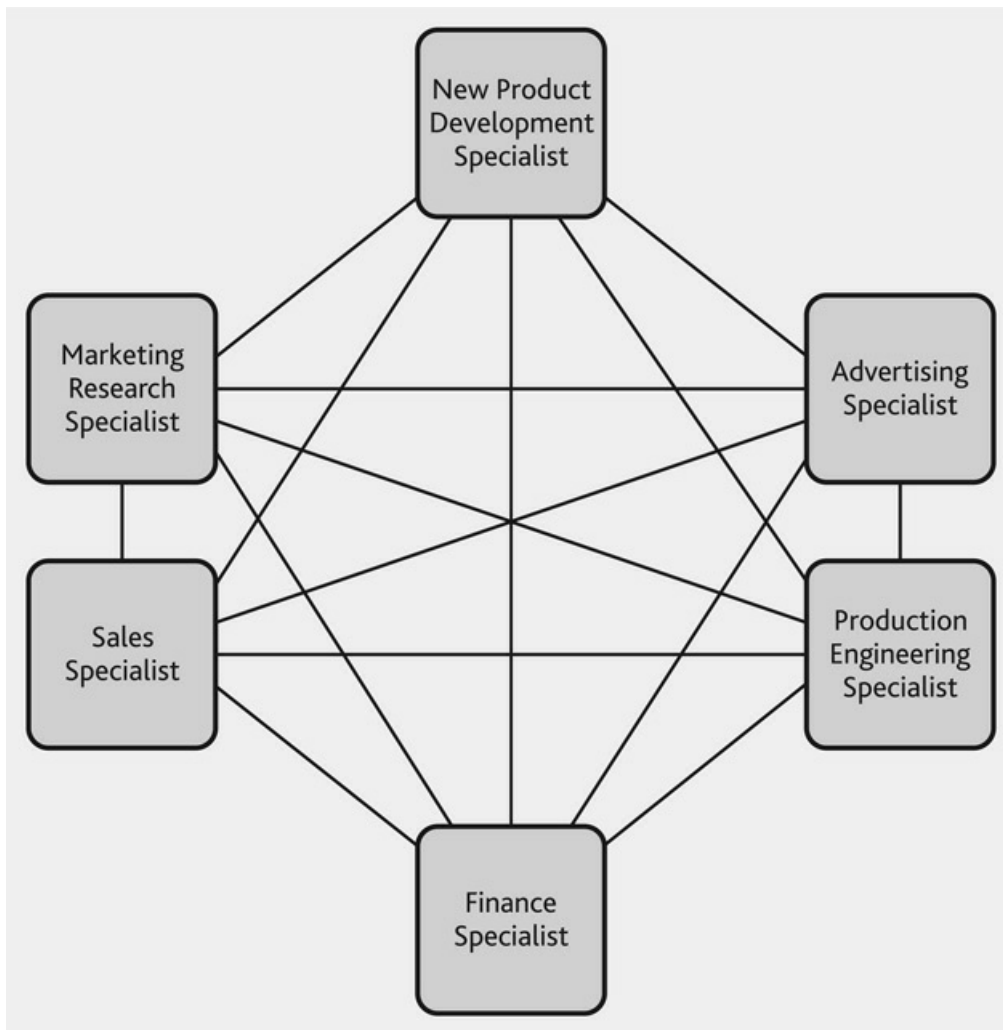 New Product
Development
Specialist
Marketing
Research
Specialist
Advertising
Specialist
Sales
Specialist
Production
Engineering
Specialist
Finance
Specialist